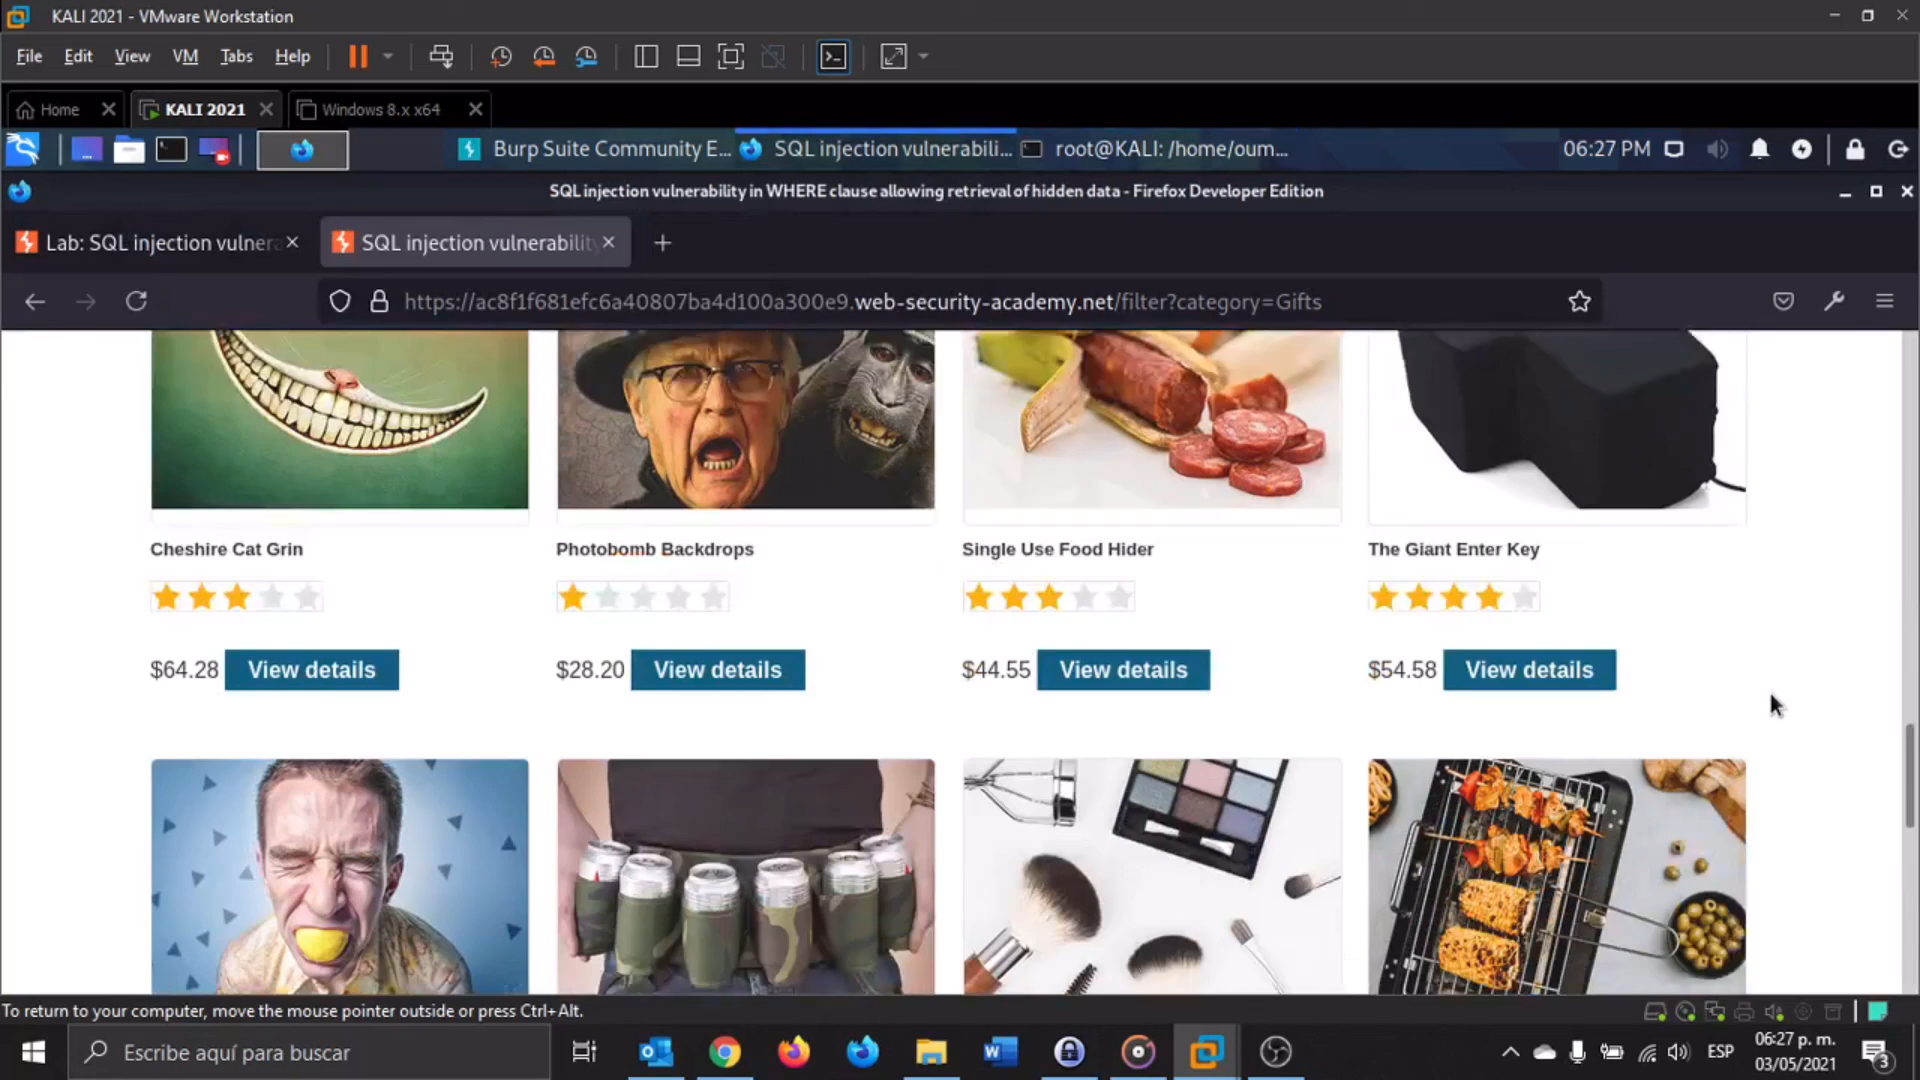 KALI 2021 - VMware Workstation
File Edit View VM Tabs Help
Home KALI 2021 Windows 8.x x64
Burp Suite Community E... SQL injection vulnerabili... root@KALI: /home/oum... 06:27 PM
SQL injection vulnerability in WHERE clause allowing retrieval of hidden data - Firefox Developer Edition
Lab: SQL injection vulnera SQL injection vulnerability
https://ac8f1f681efc6a40807ba4d100a300e9.web-security-academy.net/filter?category=Gifts
Cheshire Cat Grin Photobomb Backdrops Single Use Food Hider The Giant Enter Key
$64.28 View details $28.20 View details $44.55 View details $54.58 View details
To return to your computer, move the mouse pointer outside or press Ctrl+Alt.
Escribe aquí para buscar ESP 06:27 p. m.
03/05/2021 3